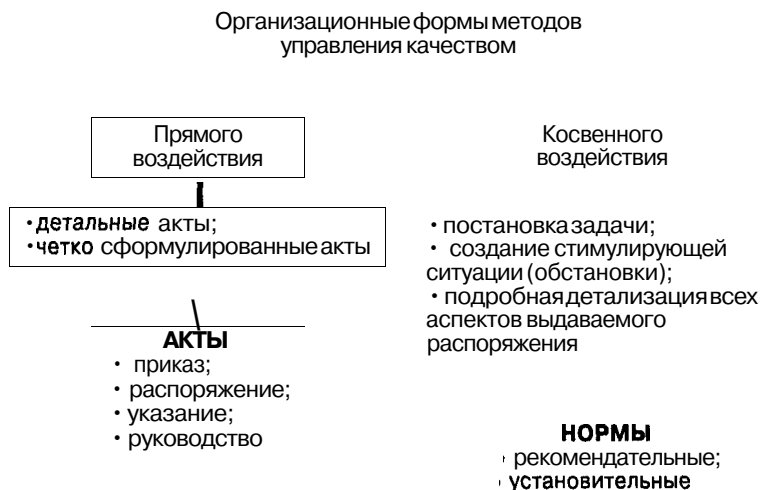 Организационные формы методов
управления качеством
Прямого
воздействия
• детальные акты;
• четко сформулированные акты
АКТЫ
• приказ;
• распоряжение;
• указание;
• руководство
Косвенного
воздействия
• постановка задачи;
• создание стимулирующей
ситуации (обстановки);
• подробная детализация всех
аспектов выдаваемого
распоряжения
НОРМЫ
• рекомендательные;
• установительные